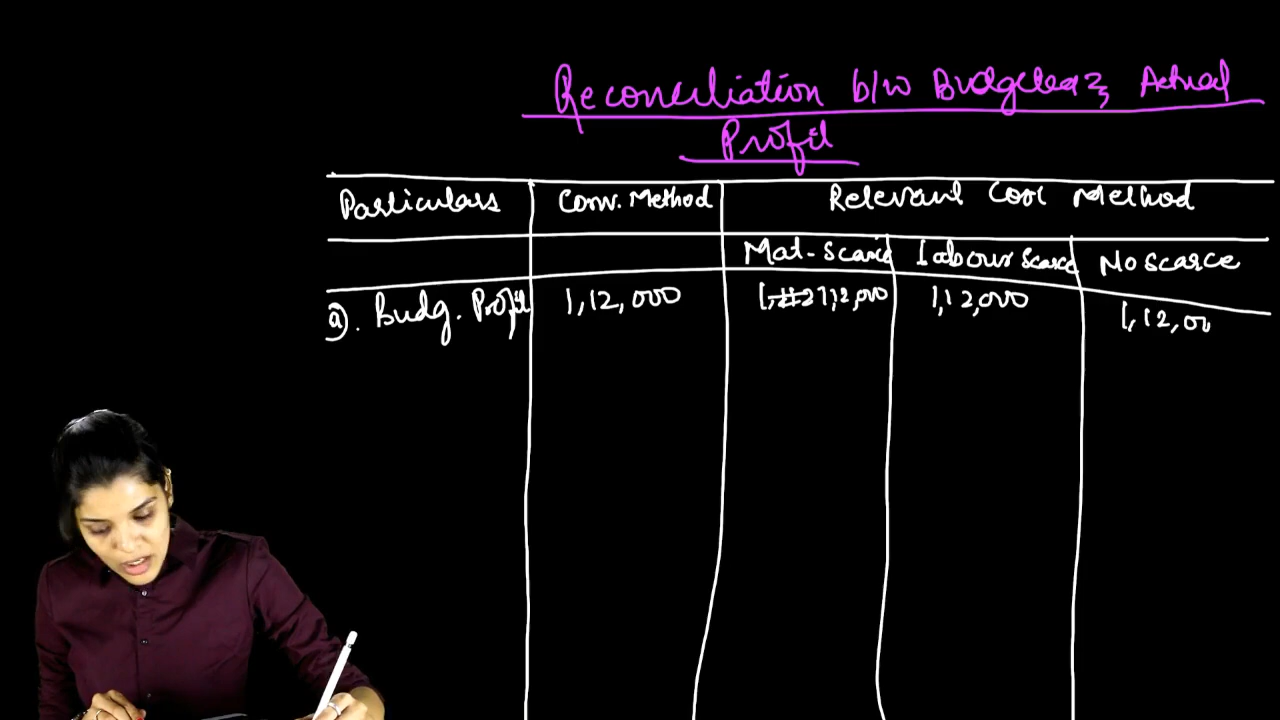 Reconciliation b/w Budgeted & Actual
Profit
Particulars Conv. Method Relevant Cost Method
Mat-Scarce Labour Scarce No Scarce
a). Budg. Profit 1,12,000 1,12,000 1,12,000 1,12,00